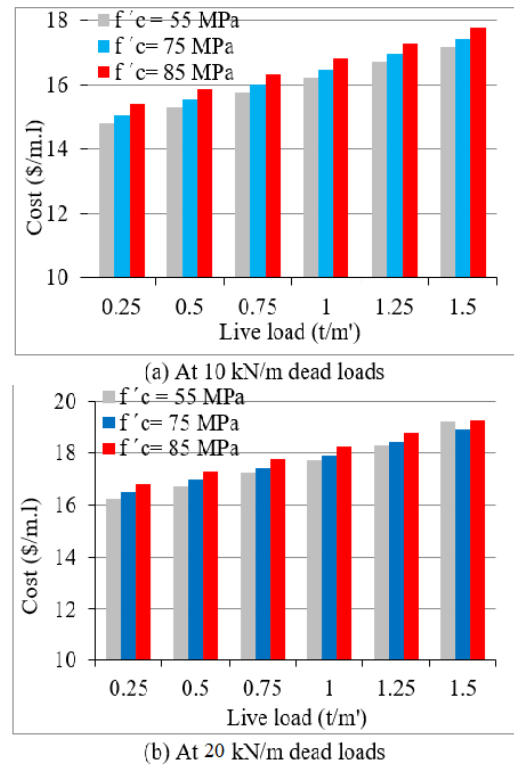 18
16
14
12
10
Cost ($/m.l)
f ´c = 55 MPa
f ´c= 75 MPa
f ´c= 85 MPa
0.25 0.5 0.75 1 1.25 1.5
Live load (t/m')
(a) At 10 kN/m dead loads
20
18
16
14
12
10
Cost ($/m.l)
f ´c = 55 MPa
f ´c = 75 MPa
f ´c= 85 MPa
0.25 0.5 0.75 1 1.25 1.5
Live load (t/m')
(b) At 20 kN/m dead loads